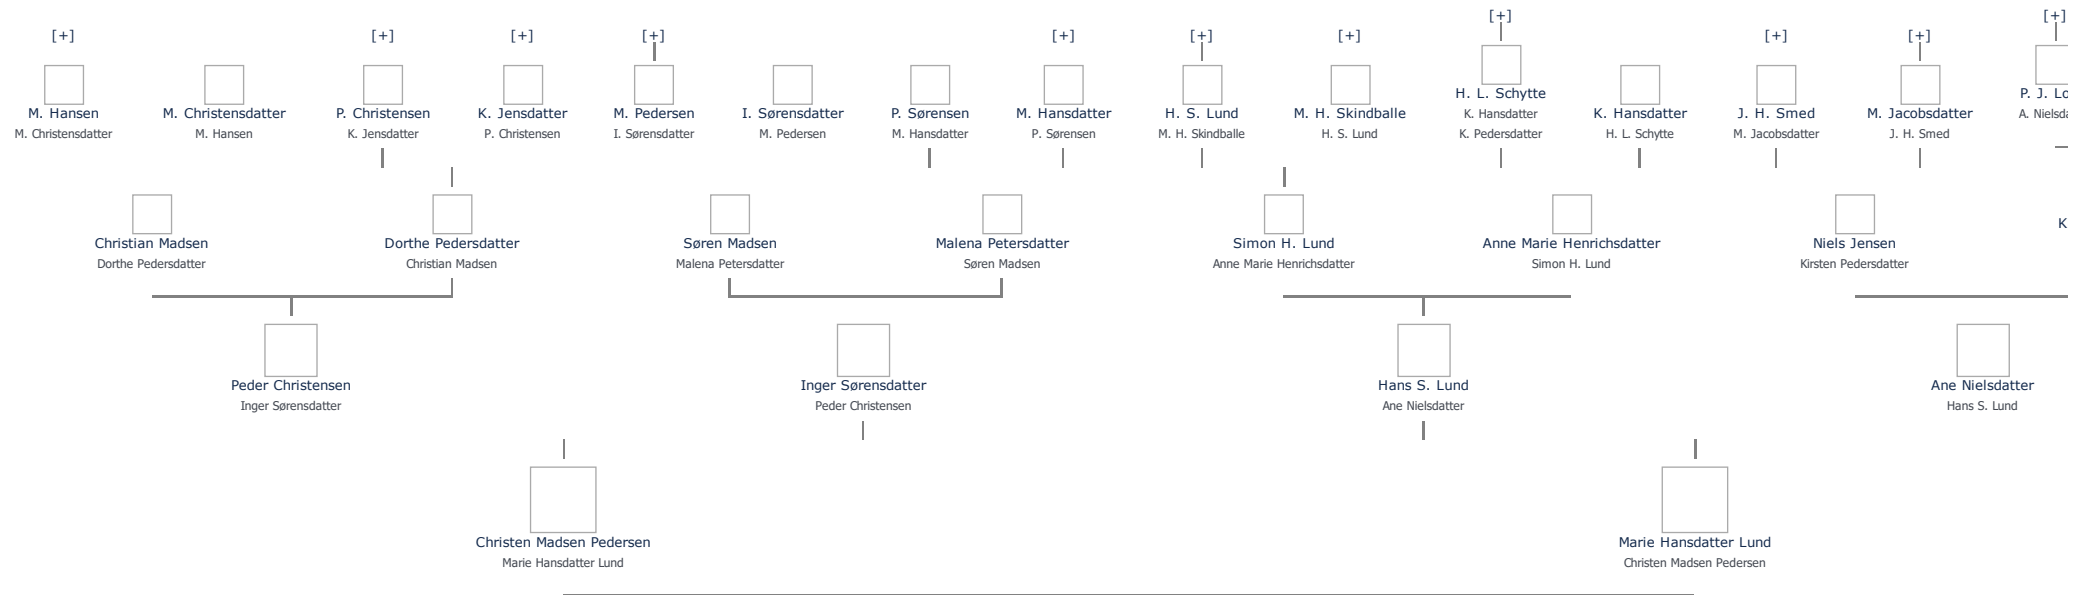 [+] [+] [+] [+] [+] [+] [+] [+] [+] [+] [+]
M. Hansen
M. Christensdatter
M. Christensdatter
M. Hansen
P. Christensen
K. Jensdatter
K. Jensdatter
P. Christensen
M. Pedersen
I. Sørensdatter
I. Sørensdatter
M. Pedersen
P. Sørensen
M. Hansdatter
M. Hansdatter
P. Sørensen
H. S. Lund
M. H. Skindballe
M. H. Skindballe
H. S. Lund
H. L. Schytte
K. Hansdatter
K. Pedersdatter
K. Hansdatter
H. L. Schytte
J. H. Smed
M. Jacobsdatter
M. Jacobsdatter
J. H. Smed
P. J. Lo
A. Nielsda
Christian Madsen
Dorthe Pedersdatter
Dorthe Pedersdatter
Christian Madsen
Søren Madsen
Malena Petersdatter
Malena Petersdatter
Søren Madsen
Simon H. Lund
Anne Marie Henrichsdatter
Anne Marie Henrichsdatter
Simon H. Lund
Niels Jensen
Kirsten Pedersdatter
K
Peder Christensen
Inger Sørensdatter
Inger Sørensdatter
Peder Christensen
Hans S. Lund
Ane Nielsdatter
Ane Nielsdatter
Hans S. Lund
Christen Madsen Pedersen
Marie Hansdatter Lund
Marie Hansdatter Lund
Christen Madsen Pedersen